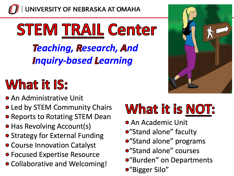 UNIVERSITY OF NEBRASKA AT OMAHA
STEM TRAIL Center
Teaching, Research, And
Inquiry-based Learning
What it IS:
• An Administrative Unit
• Led by STEM Community Chairs
• Reports to Rotating STEM Dean
• Has Revolving Account(s)
• Strategy for External Funding
• Course Innovation Catalyst
• Focused Expertise Resource
• Collaborative and Welcoming!
What it is NOT:
• An Academic Unit
• "Stand alone" faculty
• "Stand alone" programs
• "Stand alone" courses
• "Burden" on Departments
• "Bigger Silo"